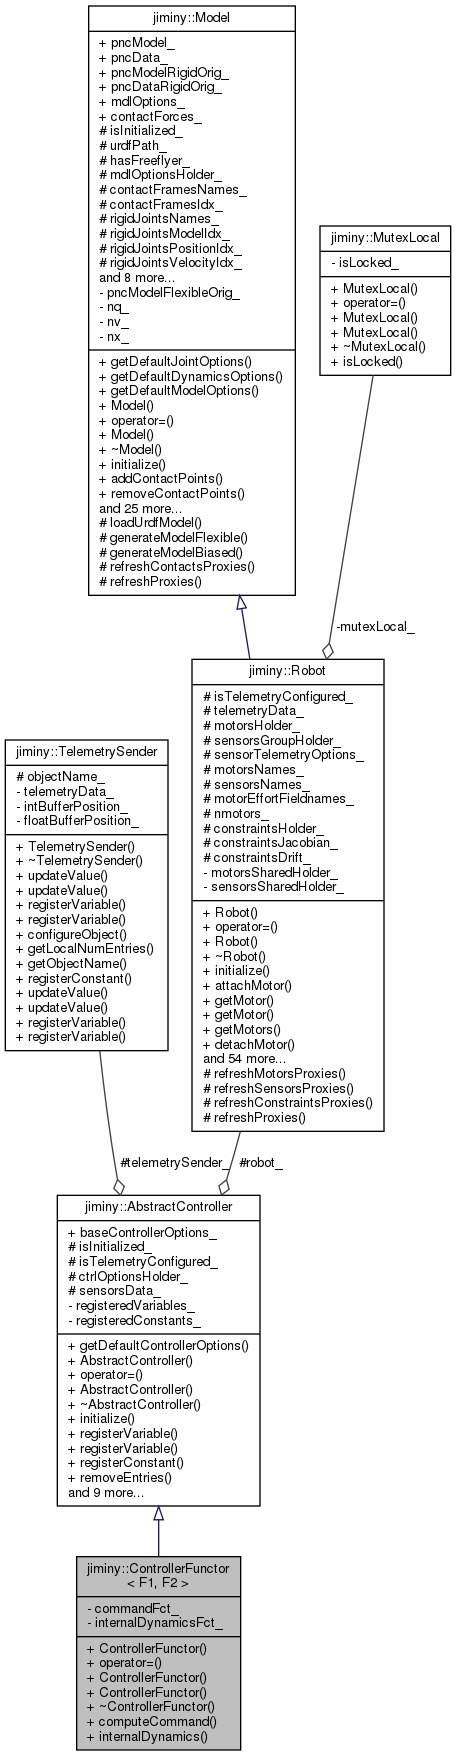 jiminy::Model
+ pncModel_
+ pncData_
+ pncModelRigidOrig_
+ pncDataRigidOrig_
+ mdlOptions_
+ contactForces_
# isInitialized_
# urdfPath_
# hasFreeflyer_
# mdlOptionsHolder_
# contactFramesNames_
# contactFramesIdx_
# rigidJointsNames_
# rigidJointsModelIdx_
# rigidJointsPositionIdx_
# rigidJointsVelocityIdx_
and 8 more...
- pncModelFlexibleOrig_
- nq_
- nv_
- nx_
+ getDefaultJointOptions()
+ getDefaultDynamicsOptions()
+ getDefaultModelOptions()
+ Model()
+ operator=()
+ Model()
+ ~Model()
+ initialize()
+ addContactPoints()
+ removeContactPoints()
and 25 more...
# loadUrdfModel()
# generateModelFlexible()
# generateModelBiased()
# refreshContactsProxies()
# refreshProxies()
jiminy::MutexLocal
- isLocked_
+ MutexLocal()
+ operator=()
+ MutexLocal()
+ MutexLocal()
+ ~MutexLocal()
+ isLocked()
-mutexLocal_
jiminy::Robot
# isTelemetryConfigured_
# telemetryData_
# motorsHolder_
# sensorsGroupHolder_
# sensorTelemetryOptions_
# motorsNames_
# sensorsNames_
# motorEffortFieldnames_
# nmotors_
# constraintsHolder_
# constraintsJacobian_
# constraintsDrift_
- motorsSharedHolder_
- sensorsSharedHolder_
+ Robot()
+ operator=()
+ Robot()
+ ~Robot()
+ initialize()
+ attachMotor()
+ getMotor()
+ getMotor()
+ getMotors()
+ detachMotor()
and 54 more...
# refreshMotorsProxies()
# refreshSensorsProxies()
# refreshConstraintsProxies()
# refreshProxies()
jiminy::TelemetrySender
# objectName_
- telemetryData_
- intBufferPosition_
- floatBufferPosition_
+ TelemetrySender()
+ ~TelemetrySender()
+ updateValue()
+ updateValue()
+ registerVariable()
+ registerVariable()
+ configureObject()
+ getLocalNumEntries()
+ getObjectName()
+ registerConstant()
+ updateValue()
+ updateValue()
+ registerVariable()
+ registerVariable()
#telemetrySender_
#robot_
jiminy::AbstractController
+ baseControllerOptions_
# isInitialized_
# isTelemetryConfigured_
# ctrlOptionsHolder_
# sensorsData_
- registeredVariables_
- registeredConstants_
+ getDefaultControllerOptions()
+ AbstractController()
+ operator=()
+ AbstractController()
+ ~AbstractController()
+ initialize()
+ registerVariable()
+ registerVariable()
+ registerConstant()
+ removeEntries()
and 9 more...
jiminy::ControllerFunctor
< F1, F2 >
- commandFct_
- internalDynamicsFct_
+ ControllerFunctor()
+ operator=()
+ ControllerFunctor()
+ ControllerFunctor()
+ ~ControllerFunctor()
+ computeCommand()
+ internalDynamics()